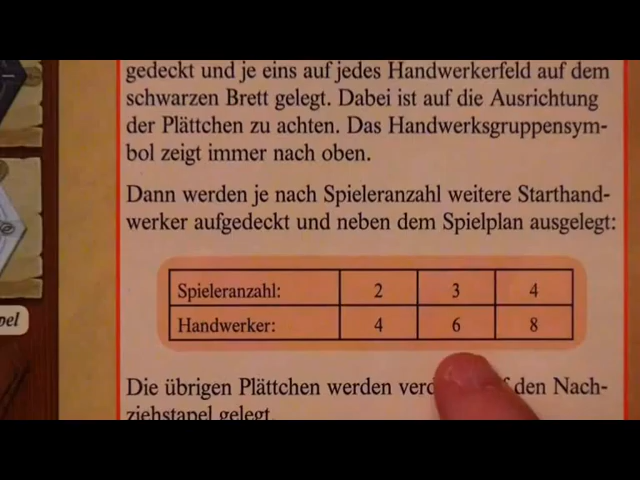 gedeckt und je eins auf jedes Handwerkerfeld auf dem
schwarzen Brett gelegt. Dabei ist auf die Ausrichtung
der Plättchen zu achten. Das Handwerksgruppensym-
bol zeigt immer nach oben.
Dann werden je nach Spieleranzahl weitere Starthand-
werker aufgedeckt und neben dem Spielplan ausgelegt:
Spieleranzahl: 2 3 4
Handwerker: 4 6 8
Die übrigen Plättchen werden den Nach-
ziehstapel gelegt.